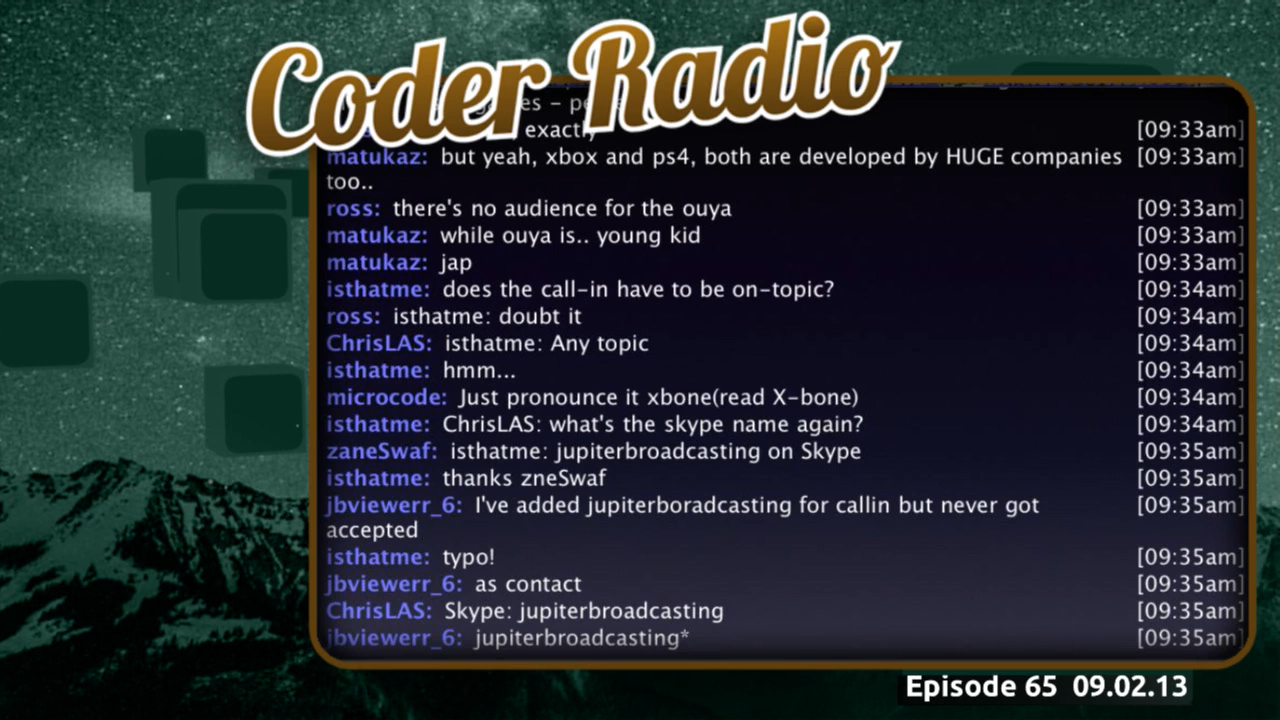 Coder Radio
exactly [09:33am]
matukaz: but yeah, xbox and ps4, both are developed by HUGE companies [09:33am]
too..
ross: there's no audience for the ouya [09:33am]
matukaz: while ouya is.. young kid [09:33am]
matukaz: jap [09:33am]
isthatme: does the call-in have to be on-topic? [09:34am]
ross: isthatme: doubt it [09:34am]
ChrisLAS: isthatme: Any topic [09:34am]
isthatme: hmm... [09:34am]
microcode: Just pronounce it xbone(read X-bone) [09:34am]
isthatme: ChrisLAS: what's the skype name again? [09:34am]
zaneSwaf: isthatme: jupiterbroadcasting on Skype [09:35am]
isthatme: thanks zneSwaf [09:35am]
jbviewerr_6: I've added jupiterboradcasting for callin but never got [09:35am]
accepted
isthatme: typo! [09:35am]
jbviewerr_6: as contact [09:35am]
ChrisLAS: Skype: jupiterbroadcasting [09:35am]
jbviewerr_6: jupiterbroadcasting* [09:35am]
Episode 65 09.02.13